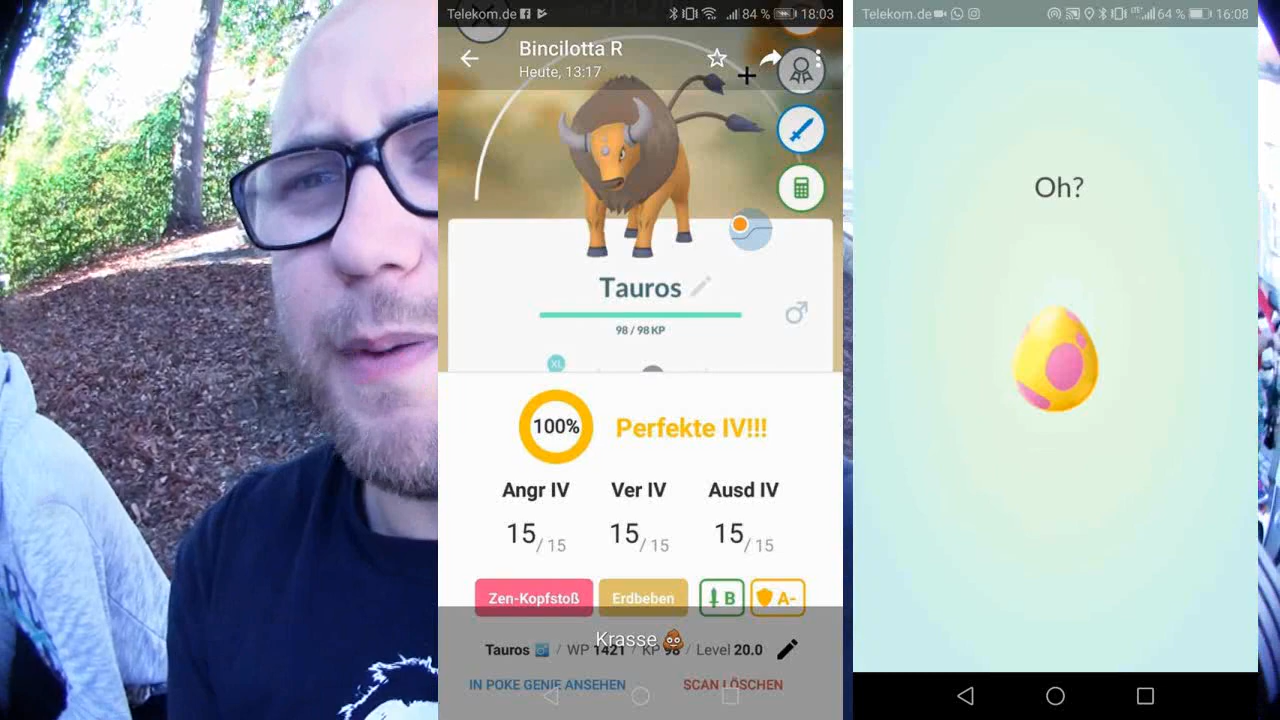 Telekom.de 84 % 18:03
Bincilotta R
Heute, 13:17
Tauros
98 / 98 KP
XL
100% Perfekte IV!!!
Angr IV Ver IV Ausd IV
15 / 15 15 / 15 15 / 15
Zen-Kopfstoß Erdbeben B A-
Krasse 💩
Tauros / WP 1421 / KP 98 / Level 20.0
IN POKE GENIE ANSEHEN SCAN LÖSCHEN
Telekom.de LTE 64 % 16:08
Oh?